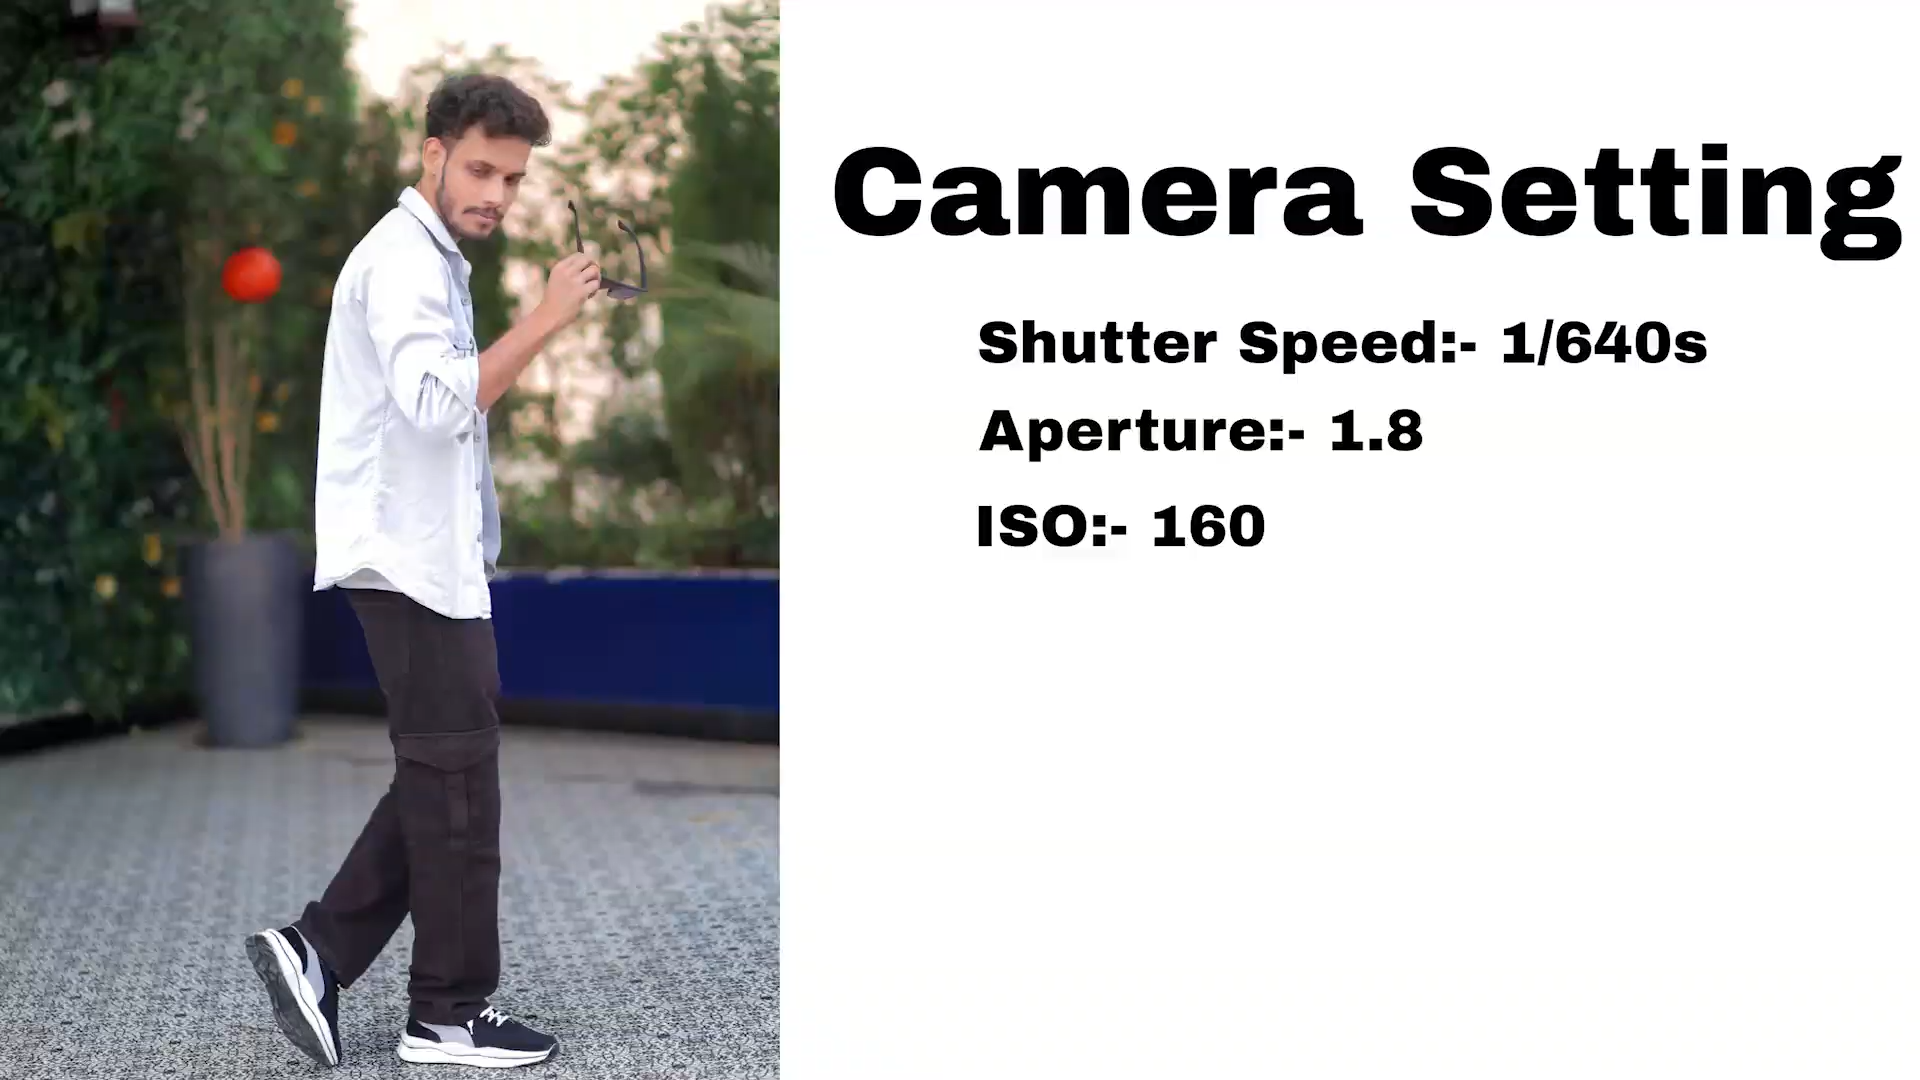 Camera Setting
Shutter Speed:- 1/640s
Aperture:- 1.8
ISO:- 160